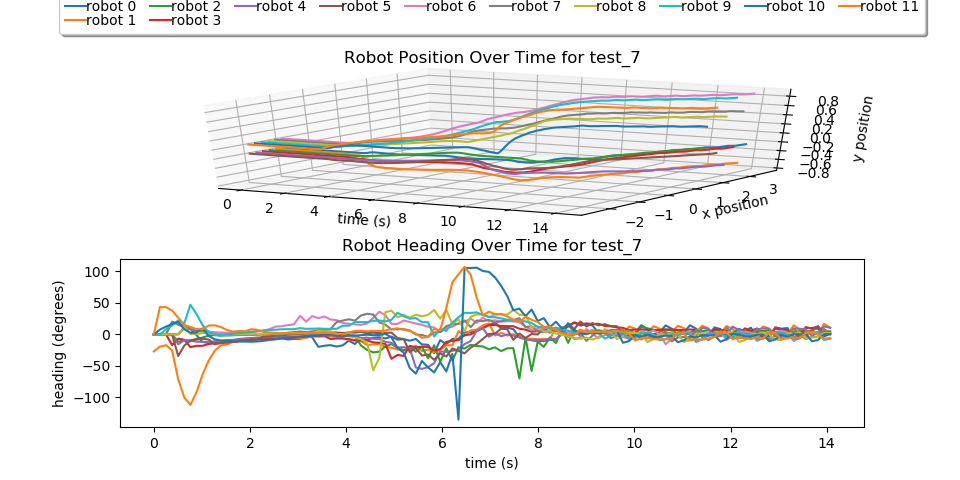 robot 0 robot 2 robot 4 robot 5 robot 6 robot 7 robot 8 robot 9 robot 10 robot 11
robot 1 robot 3
Robot Position Over Time for test_7
0.8
0.6
0.4
0.2
0.0
−0.2
−0.4
−0.6
−0.8
y position
0 2 4 6 8 10 12 14
time (s)
−2 −1 0 1 2 3
x position
Robot Heading Over Time for test_7
100
50
0
−50
−100
heading (degrees)
0 2 4 6 8 10 12 14
time (s)